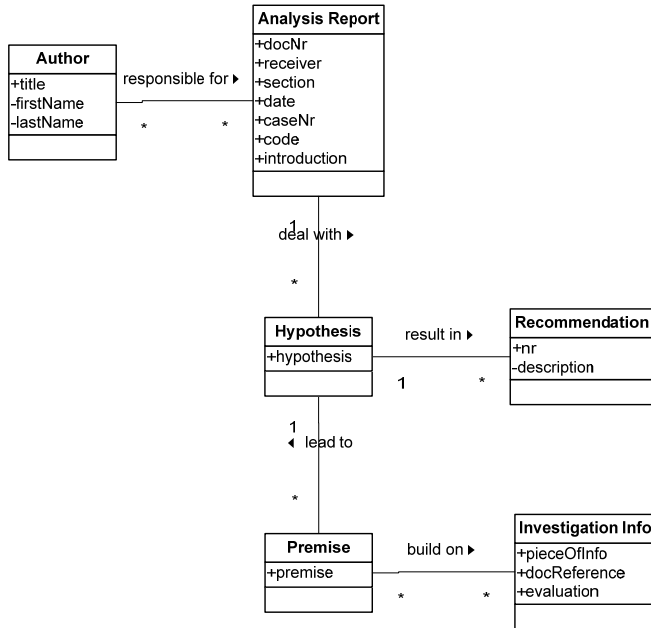 Analysis Report
+docNr
+receiver
+section
+date
+caseNr
+code
+introduction
Author
+title
-firstName
-lastName
responsible for ▶
* *
1
deal with ▶
*
Hypothesis
+hypothesis
result in ▶
1 *
Recommendation
+nr
-description
1
◀ lead to
*
Premise
+premise
build on ▶
* *
Investigation Info
+pieceOfInfo
+docReference
+evaluation